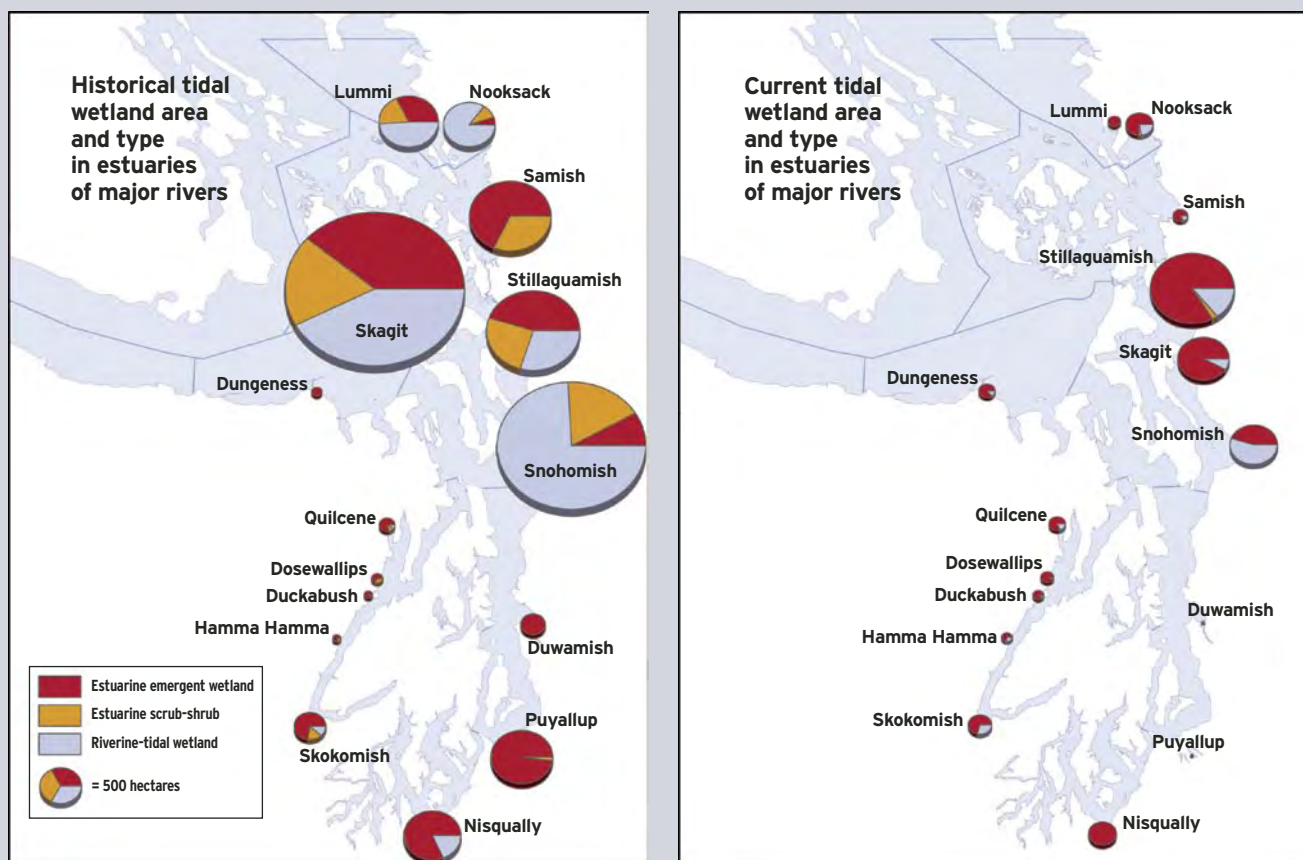 Historical tidal
wetland area
and type
in estuaries
of major rivers
Lummi
Nooksack
Samish
Stillaguamish
Skagit
Dungeness
Snohomish
Quilcene
Dosewallips
Duckabush
Hamma Hamma
Duwamish
Skokomish
Puyallup
Nisqually
Estuarine emergent wetland
Estuarine scrub-shrub
Riverine-tidal wetland
= 500 hectares
Current tidal
wetland area
and type
in estuaries
of major rivers
Lummi
Nooksack
Samish
Stillaguamish
Skagit
Dungeness
Snohomish
Quilcene
Dosewallips
Duckabush
Duwamish
Hamma Hamma
Skokomish
Puyallup
Nisqually